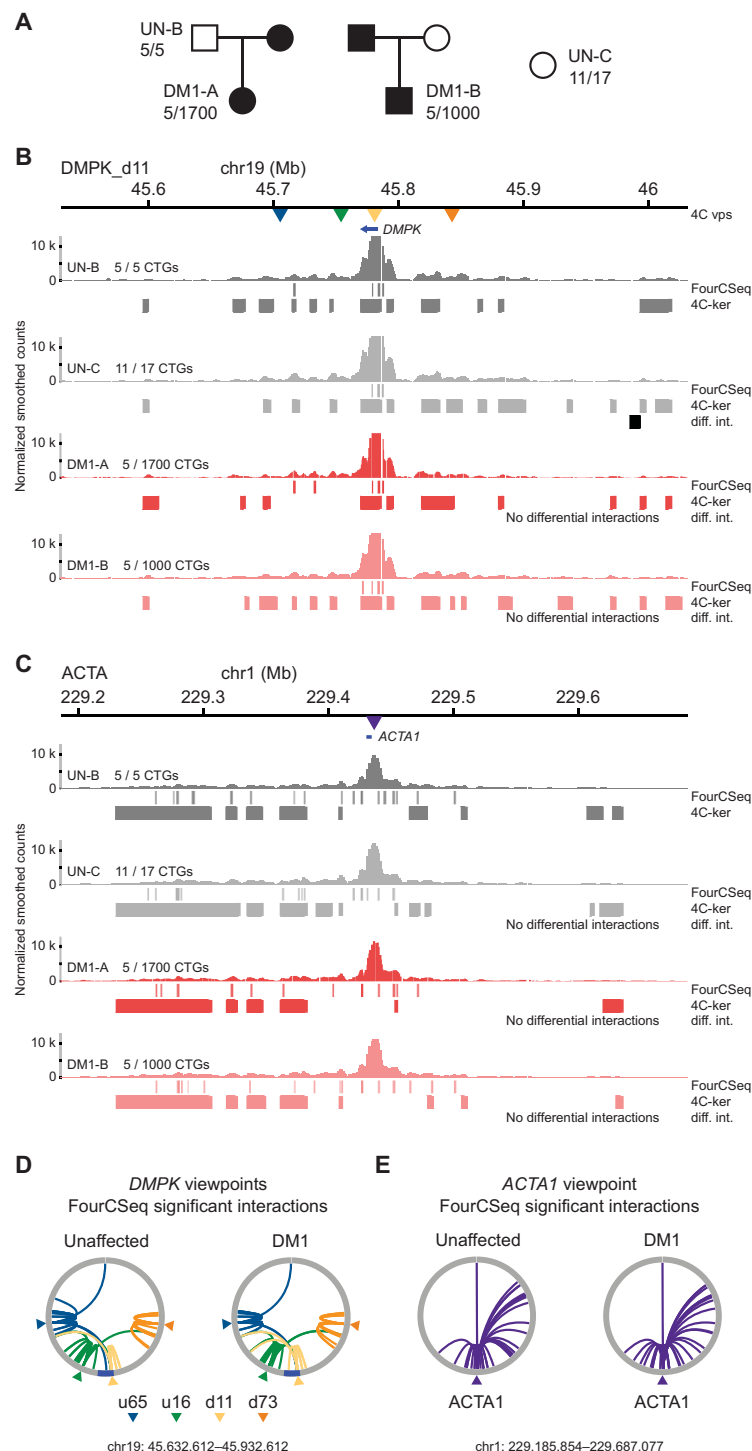 A
UN-B
5/5
DM1-A
5/1700
DM1-B
5/1000
UN-C
11/17
B
DMPK_d11
chr19 (Mb)
45.6 45.7 45.8 45.9 46
4C vps
DMPK
Normalized smoothed counts
10 k
0
UN-B 5 / 5 CTGs
FourCSeq
4C-ker
10 k
0
UN-C 11 / 17 CTGs
FourCSeq
4C-ker
diff. int.
10 k
0
DM1-A 5 / 1700 CTGs
FourCSeq
4C-ker
No differential interactions diff. int.
10 k
0
DM1-B 5 / 1000 CTGs
FourCSeq
4C-ker
No differential interactions diff. int.
C
ACTA
chr1 (Mb)
229.2 229.3 229.4 229.5 229.6
ACTA1
Normalized smoothed counts
10 k
0
UN-B 5 / 5 CTGs
FourCSeq
4C-ker
10 k
0
UN-C 11 / 17 CTGs
FourCSeq
4C-ker
No differential interactions diff. int.
10 k
0
DM1-A 5 / 1700 CTGs
FourCSeq
4C-ker
No differential interactions diff. int.
10 k
0
DM1-B 5 / 1000 CTGs
FourCSeq
4C-ker
No differential interactions diff. int.
D
DMPK viewpoints
FourCSeq significant interactions
Unaffected DM1
u65 u16 d11 d73
chr19: 45.632.612–45.932.612
E
ACTA1 viewpoint
FourCSeq significant interactions
Unaffected DM1
ACTA1 ACTA1
chr1: 229.185.854–229.687.077